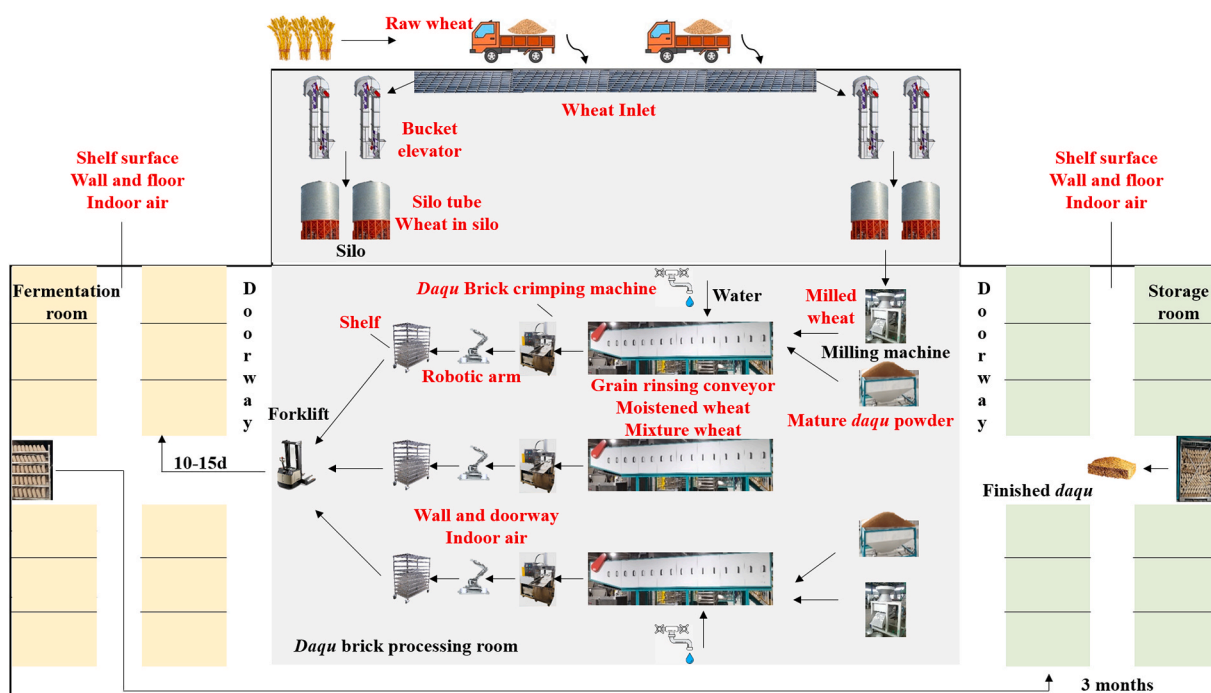 Raw wheat
Wheat Inlet
Bucket
elevator
Silo tube
Wheat in silo
Silo
Shelf surface
Wall and floor
Indoor air
Shelf surface
Wall and floor
Indoor air
Fermentation
room
Doorway
Daqu Brick crimping machine
Water
Milled
wheat
Doorway
Storage
room
Shelf
Robotic arm
Milling machine
Grain rinsing conveyor
Moistened wheat
Mixture wheat
Mature daqu powder
Forklift
10-15d
Finished daqu
Wall and doorway
Indoor air
Daqu brick processing room
3 months